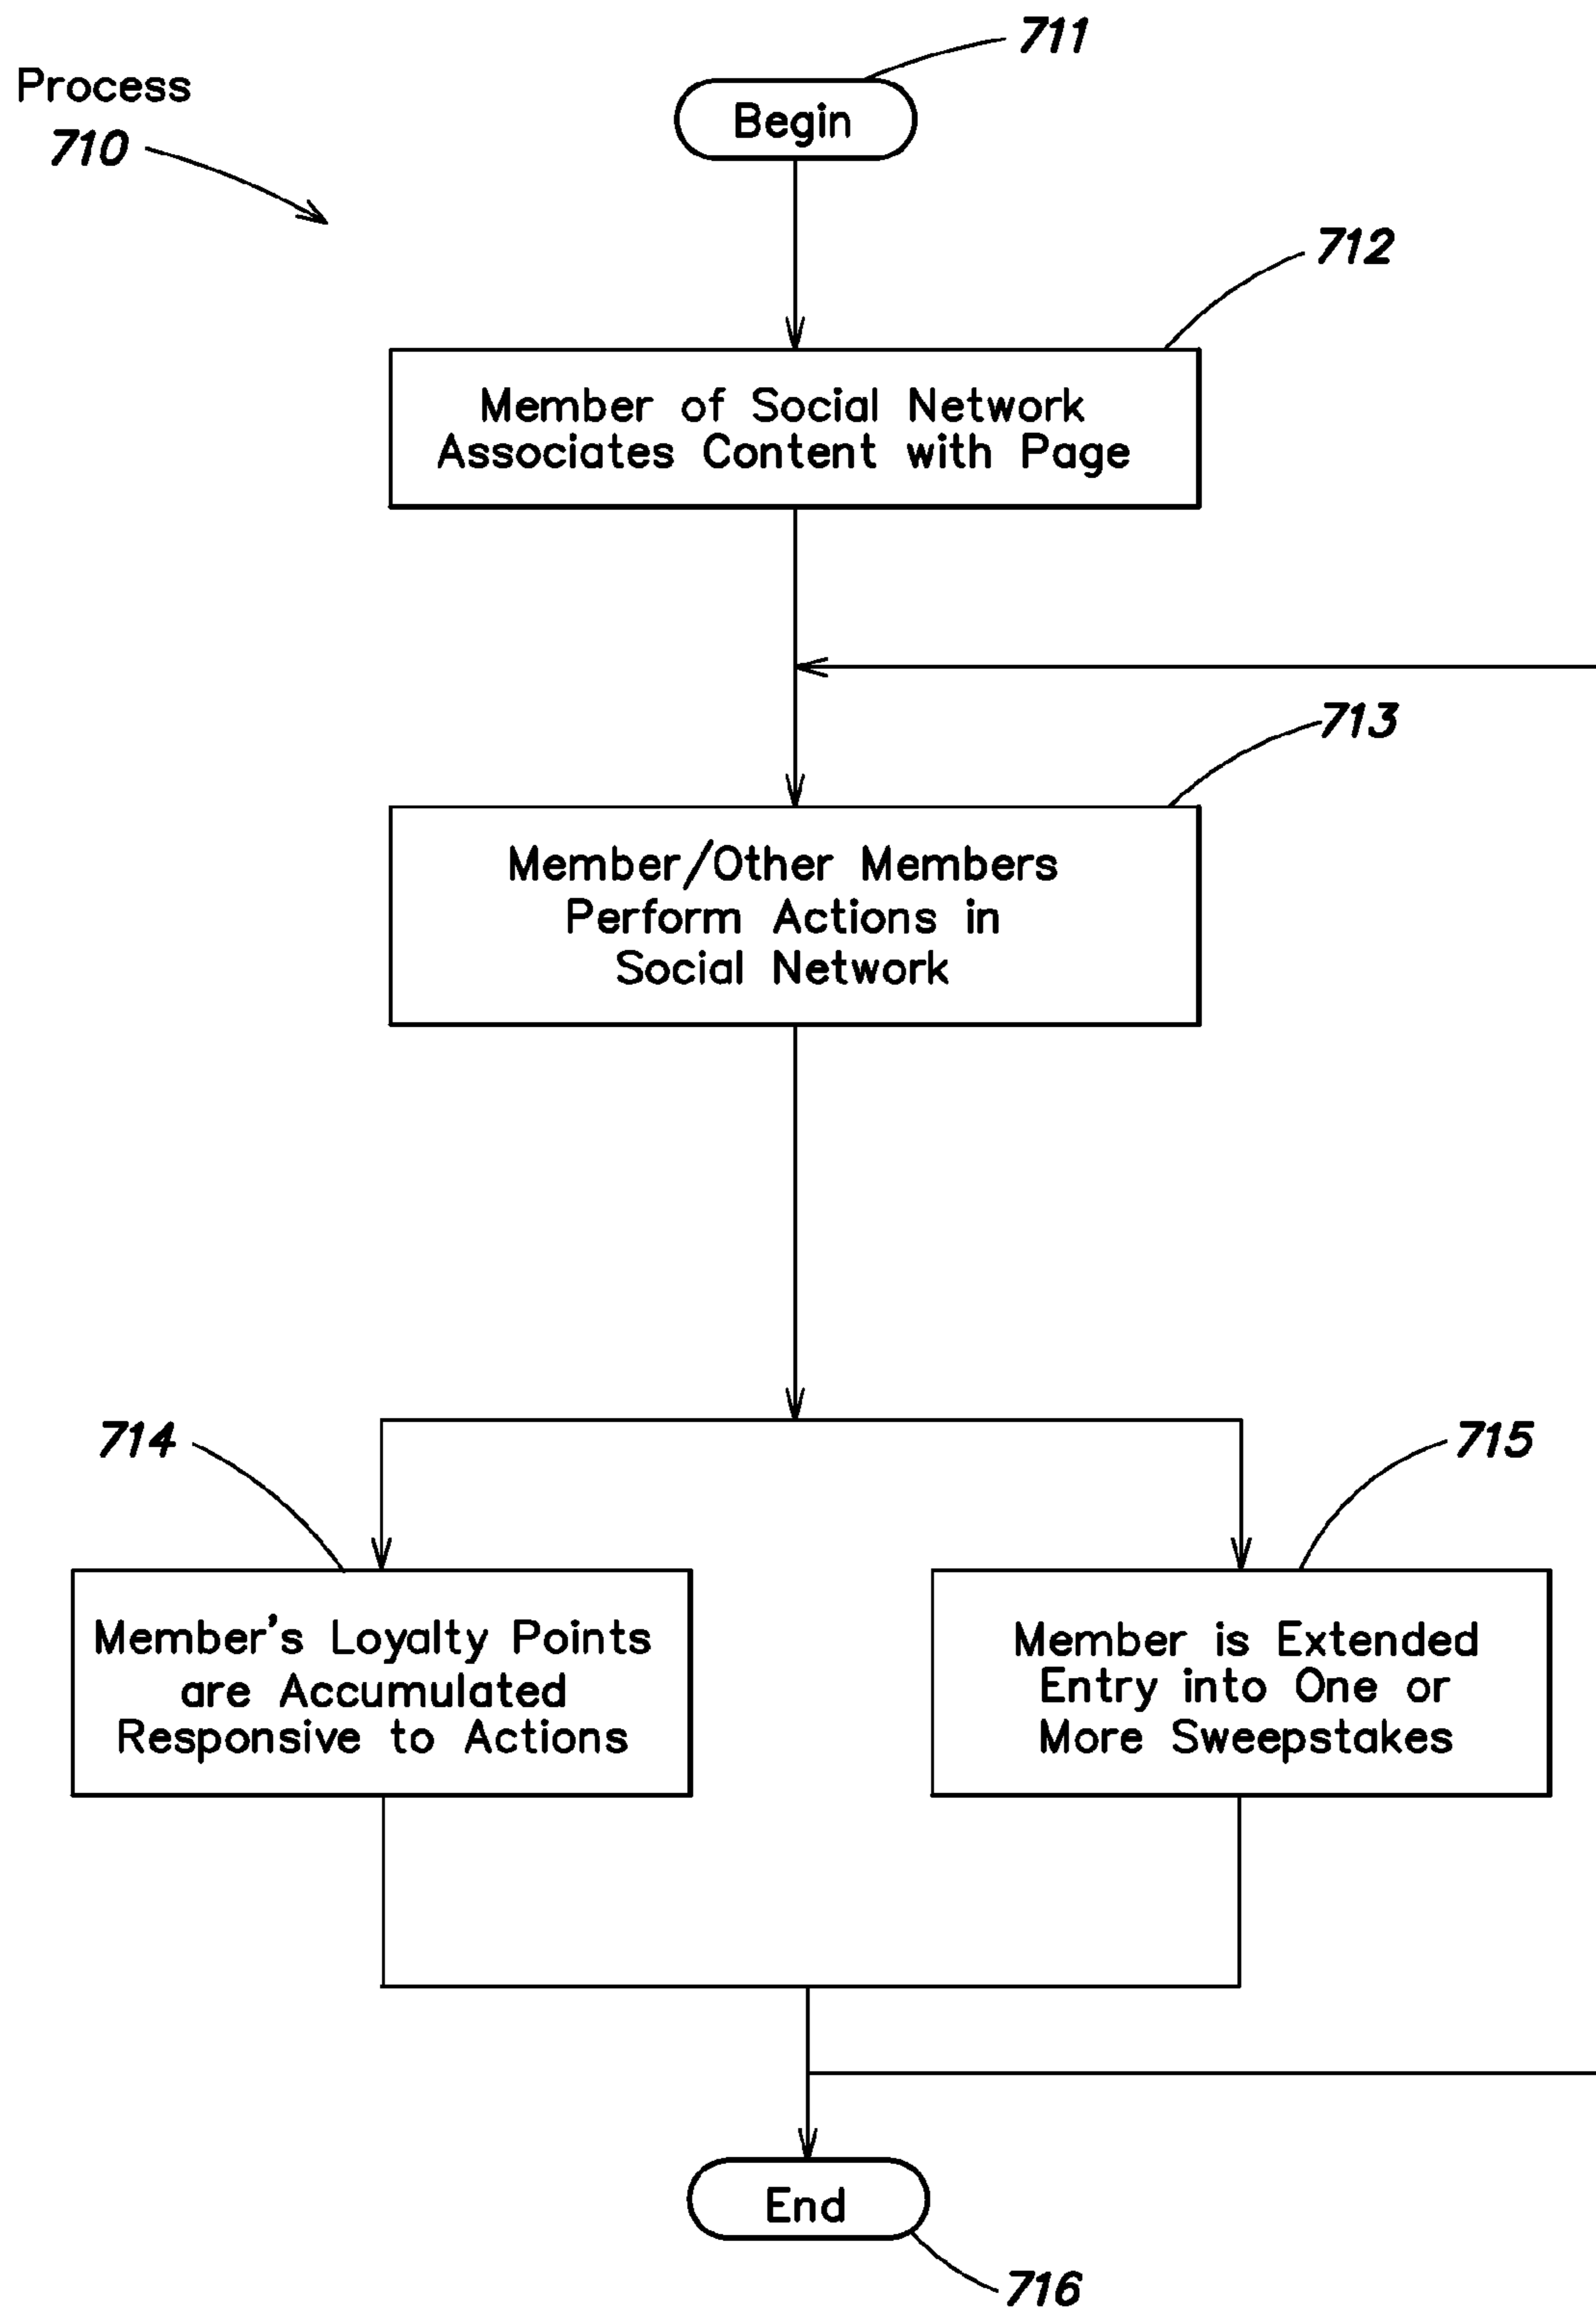 Process
710
711
Begin
712
Member of Social Network
Associates Content with Page
713
Member/Other Members
Perform Actions in
Social Network
714
715
Member's Loyalty Points
are Accumulated
Responsive to Actions
Member is Extended
Entry into One or
More Sweepstakes
End
716